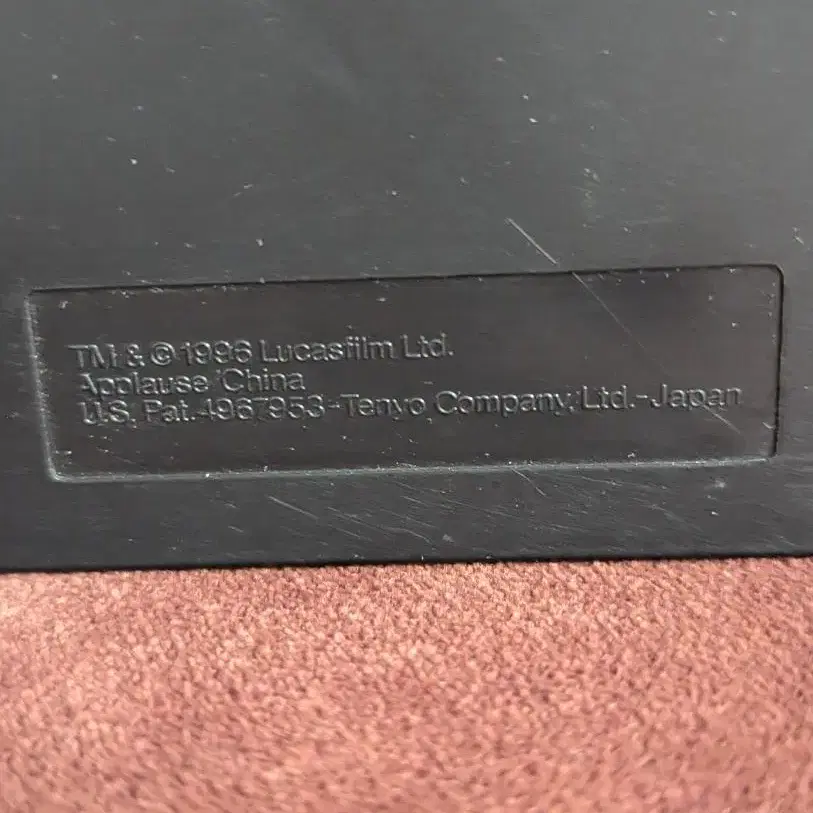 TM & © 1996 Lucasfilm Ltd.
Applause/China
U.S. Pat. 4967953-Tenyo Company, Ltd.-Japan